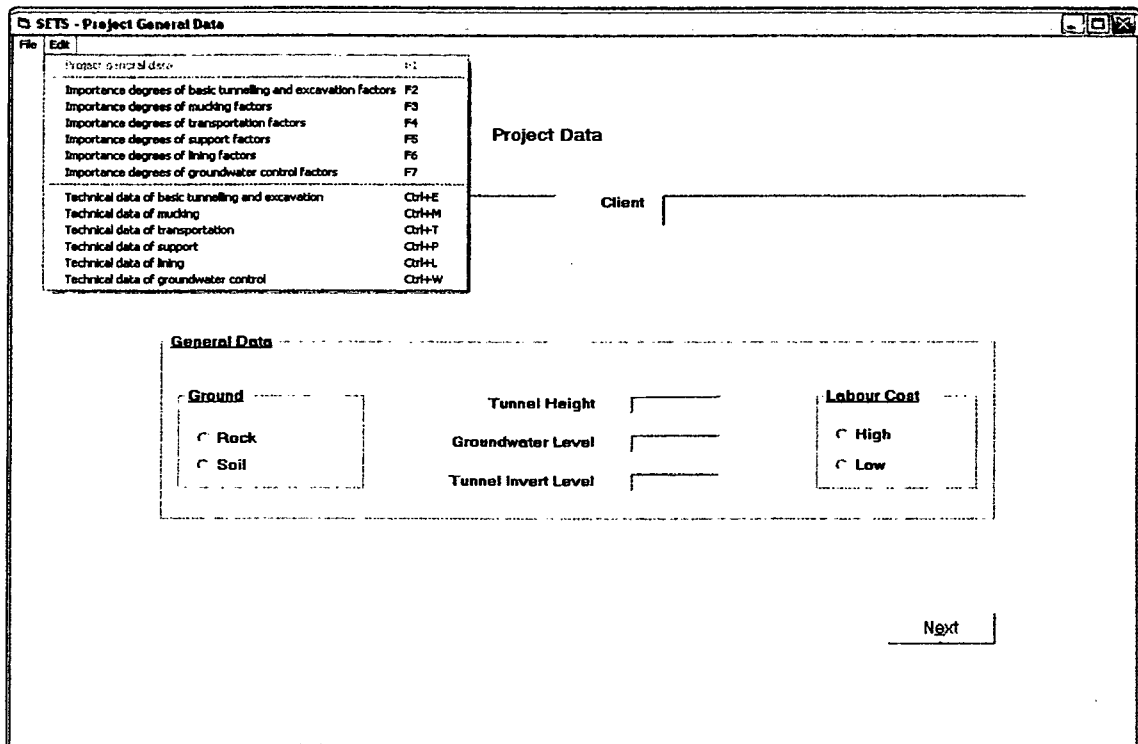 SETS - Project General Data
File Edit
Project general data F1
Importance degrees of basic tunnelling and excavation factors F2
Importance degrees of mucking factors F3
Importance degrees of transportation factors F4
Importance degrees of support factors F5
Importance degrees of lining factors F6
Importance degrees of groundwater control factors F7
Technical data of basic tunnelling and excavation Ctrl+E
Technical data of mucking Ctrl+M
Technical data of transportation Ctrl+T
Technical data of support Ctrl+P
Technical data of lining Ctrl+L
Technical data of groundwater control Ctrl+W
Project Data
Client
General Data
Ground
Rock
Soil
Tunnel Height
Groundwater Level
Tunnel Invert Level
Labour Cost
High
Low
Next